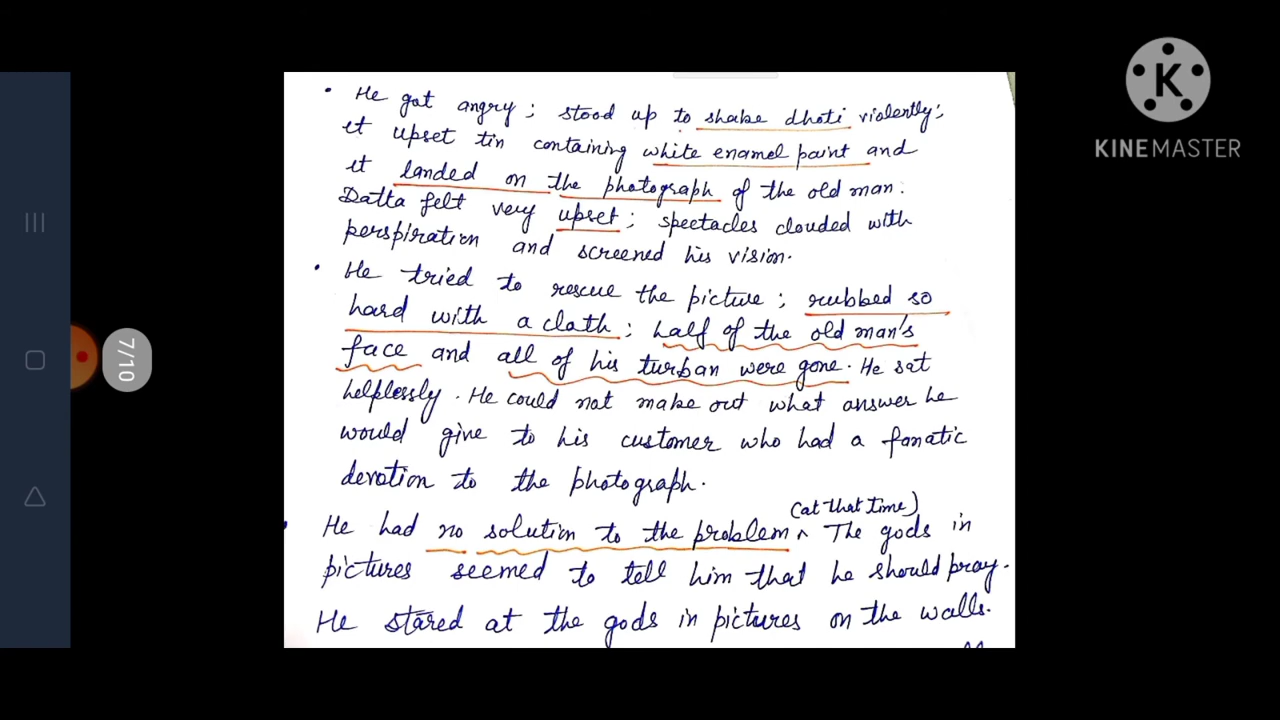 He got angry; stood up to shake dhoti violently;
it upset tin containing white enamel paint and
it landed on the photograph of the old man.
Datta felt very upset; spectacles clouded with
perspiration and screened his vision.
He tried to rescue the picture; rubbed so
hard with a cloth; half of the old man's
face and all of his turban were gone. He sat
helplessly. He could not make out what answer he
would give to his customer who had a fanatic
devotion to the photograph.
(at that time)
He had no solution to the problem ^ The gods in
pictures seemed to tell him that he should pray.
He stared at the gods in pictures on the walls.
7/10
K
KINEMASTER